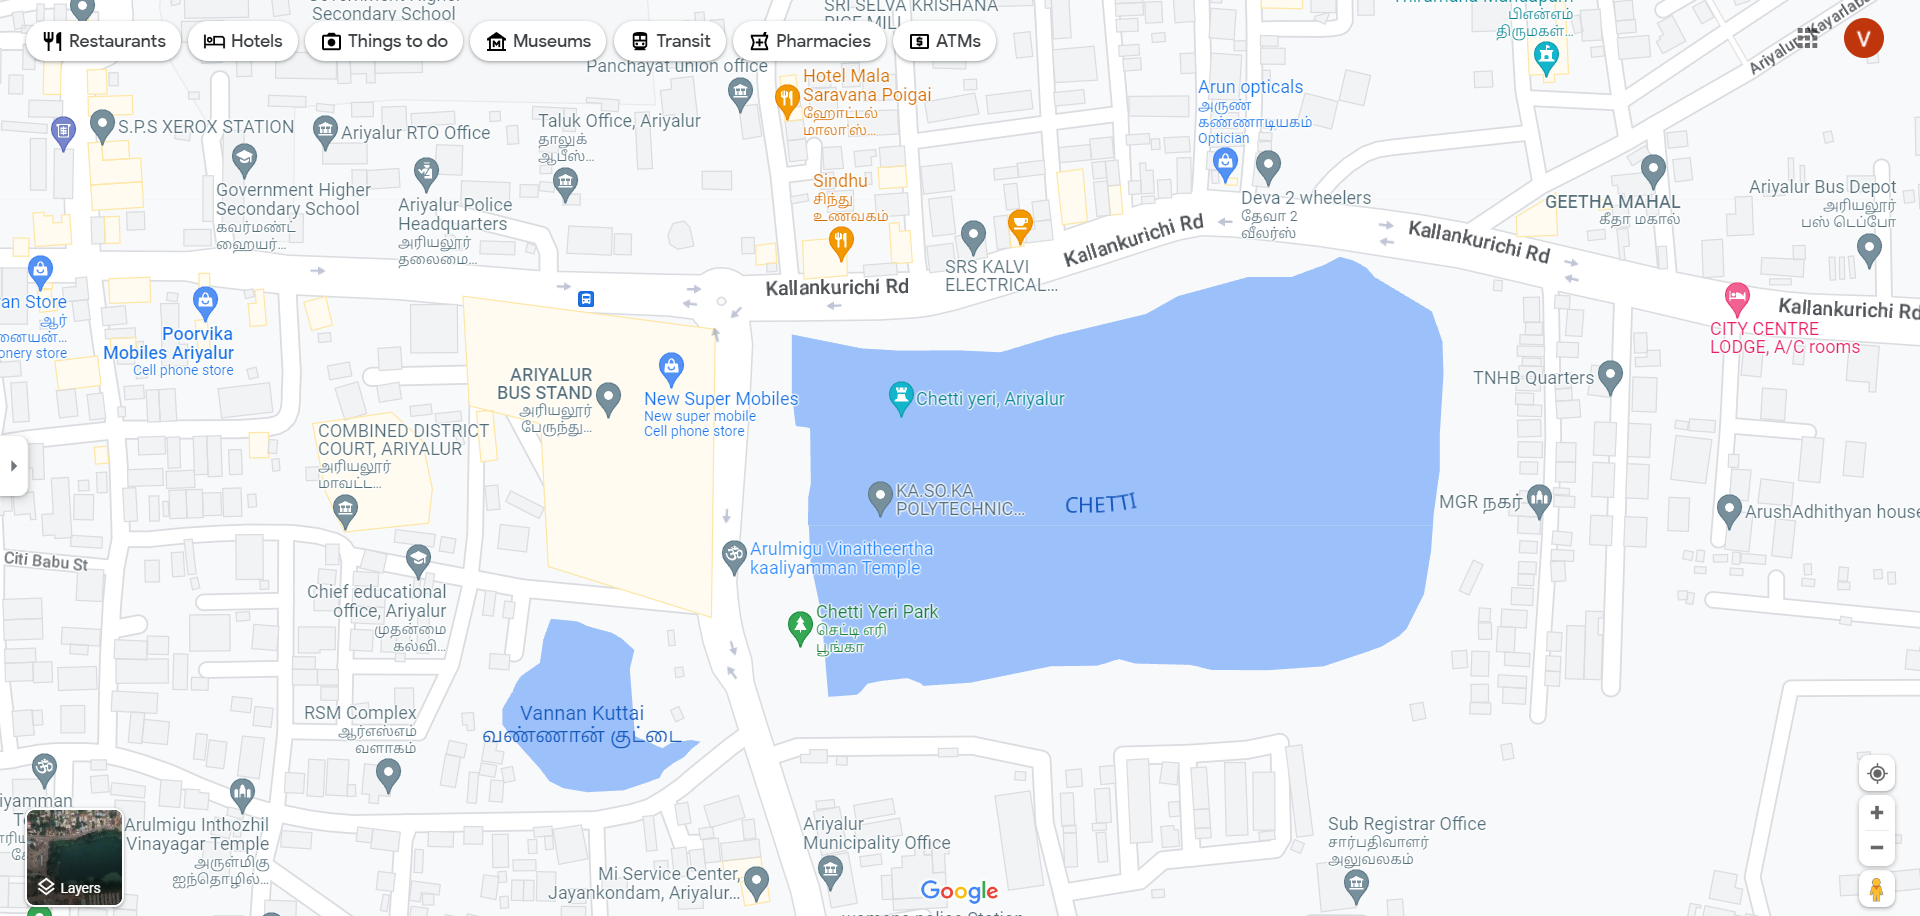 Secondary School
SRI SELVA KRISHANA
RICE MILL
பிஎன்எம்
திருமகள்...
Restaurants
Hotels
Things to do
Museums
Transit
Pharmacies
ATMs
V
Ariyalur - Kayarlaba
Panchayat union office
Hotel Mala
Saravana Poigai
ஹோட்டல்
மாலா'ஸ்...
Arun opticals
அருண்
கண்ணாடியகம்
Optician
S.P.S XEROX STATION
Ariyalur RTO Office
Taluk Office, Ariyalur
தாலுக்
ஆபீஸ்...
Government Higher
Secondary School
கவர்மண்ட்
ஹையர்...
Ariyalur Police
Headquarters
அரியலூர்
தலைமை...
Sindhu
சிந்து
உணவகம்
Deva 2 wheelers
தேவா 2
வீலர்ஸ்
GEETHA MAHAL
கீதா மகால்
Ariyalur Bus Depot
அரியலூர்
பஸ் டெப்போ
Kallankurichi Rd
Kallankurichi Rd
Kallankurichi Rd
Kallankurichi Rd
SRS KALVI
ELECTRICAL...
an Store
ஆர்
னையன்...
onery store
Poorvika
Mobiles Ariyalur
Cell phone store
CITY CENTRE
LODGE, A/C rooms
ARIYALUR
BUS STAND
அரியலூர்
பேருந்து...
New Super Mobiles
New super mobile
Cell phone store
Chetti yeri, Ariyalur
TNHB Quarters
COMBINED DISTRICT
COURT, ARIYALUR
அரியலூர்
மாவட்ட...
KA.SO.KA
POLYTECHNIC...
CHETTI
MGR நகர்
ArushAdhithyan house
Citi Babu St
Arulmigu Vinaitheertha
kaaliyamman Temple
Chief educational
office, Ariyalur
முதன்மை
கல்வி...
Chetti Yeri Park
செட்டி எரி
பூங்கா
RSM Complex
ஆர்எஸ்எம்
வளாகம்
Vannan Kuttai
வண்ணான் குட்டை
iyamman
Arulmigu Inthozhil
Vinayagar Temple
அருள்மிகு
ஐந்தொழில்...
Layers
Ariyalur
Municipality Office
Mi Service Center,
Jayankondam, Ariyalur...
Sub Registrar Office
சார்பதிவாளர்
அலுவலகம்
Google